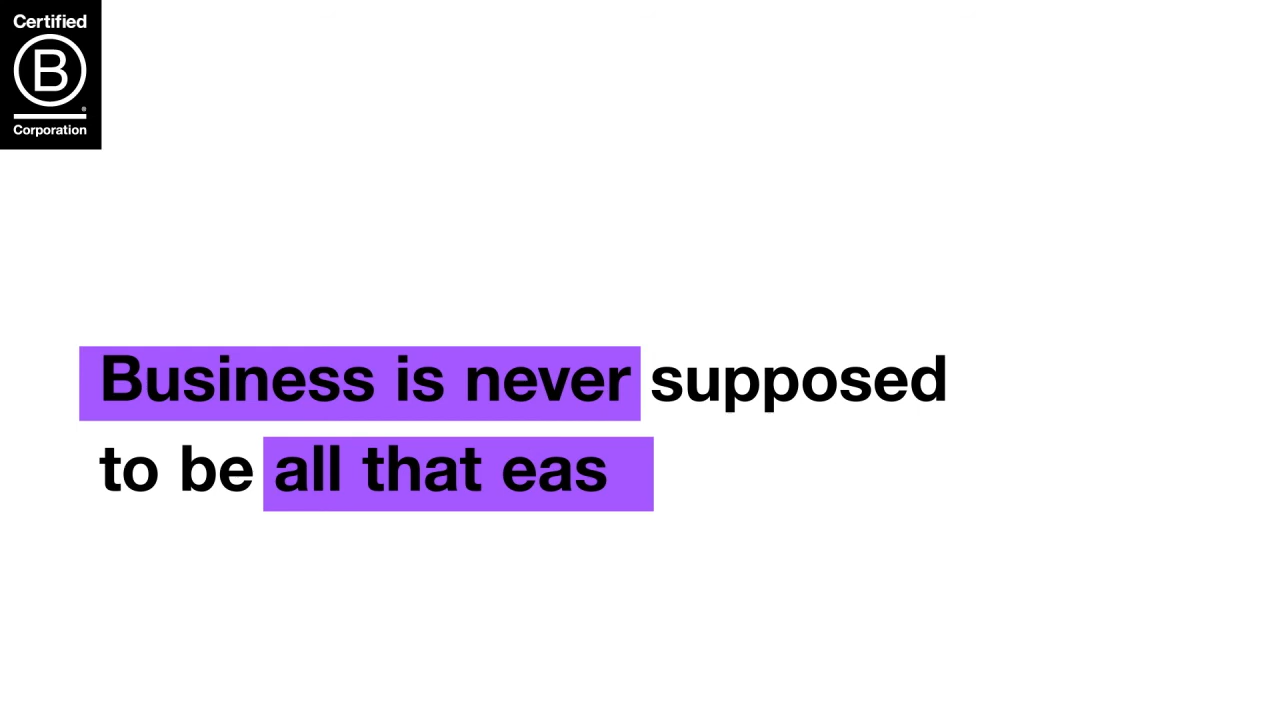 Certified
B
®
Corporation
Business is never supposed
to be all that eas